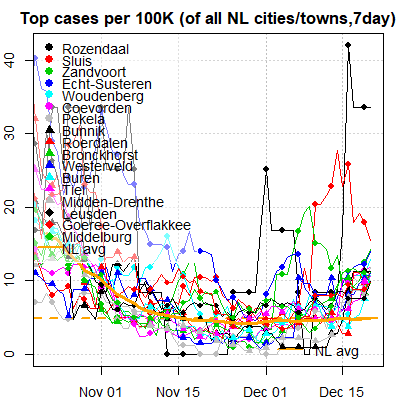 Top cases per 100K (of all NL cities/towns,7day)
40
30
20
10
0
Rozendaal
Sluis
Zandvoort
Echt-Susteren
Woudenberg
Coevorden
Pekela
Bunnik
Roerdalen
Bronckhorst
Westerveld
Buren
Tiel
Midden-Drenthe
Leusden
Goeree-Overflakkee
Middelburg
NL avg
NL avg
Nov 01
Nov 15
Dec 01
Dec 15